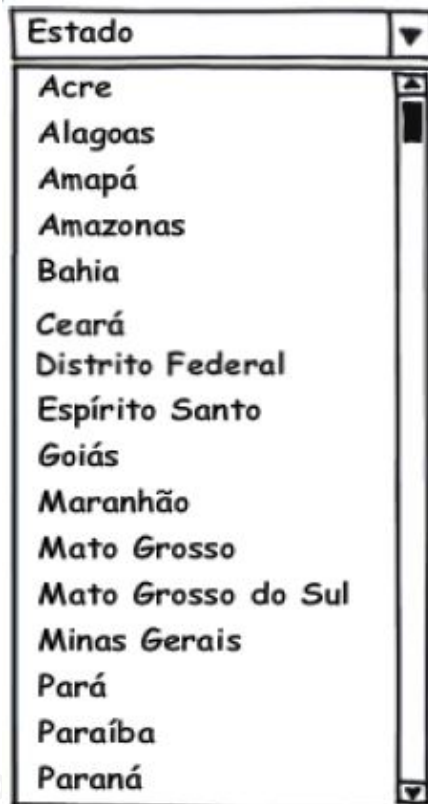 Estado
Acre
Alagoas
Amapá
Amazonas
Bahia
Ceará
Distrito Federal
Espírito Santo
Goiás
Maranhão
Mato Grosso
Mato Grosso do Sul
Minas Gerais
Pará
Paraíba
Paraná